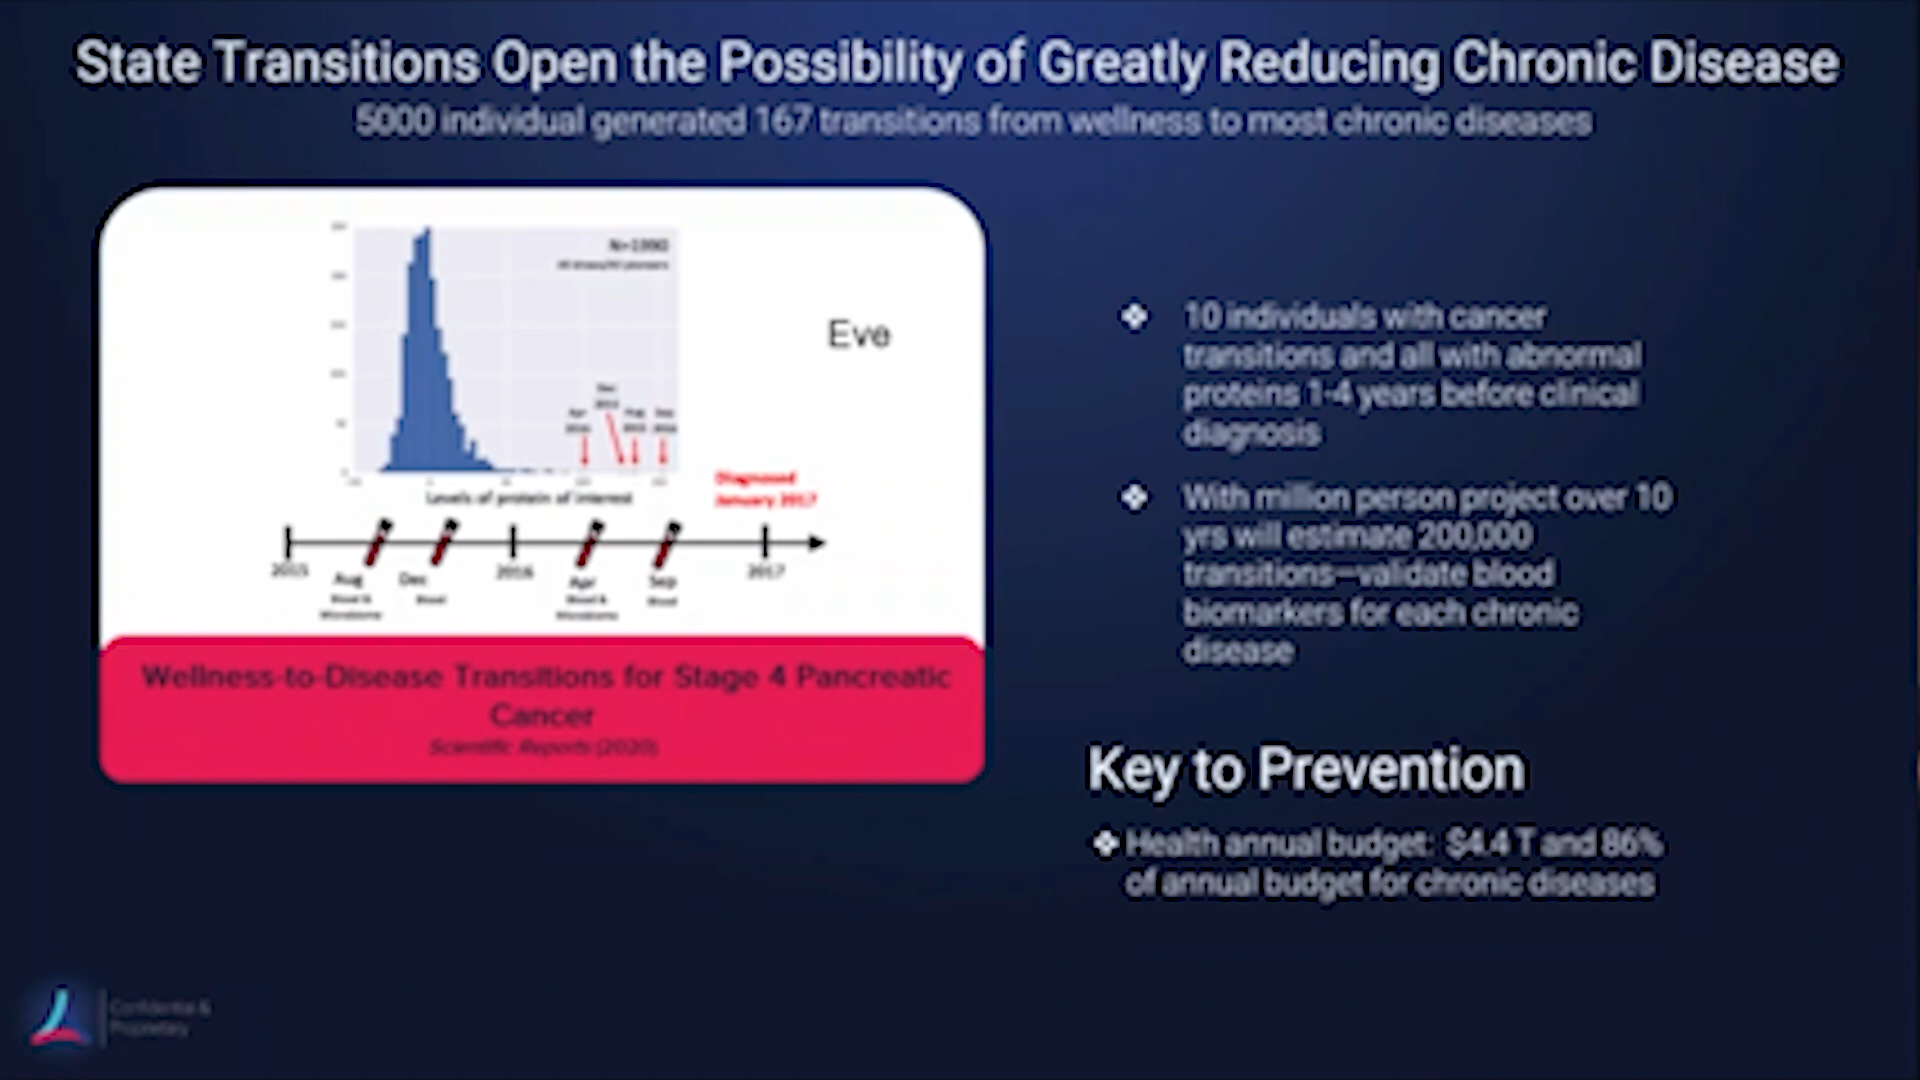 State Transitions Open the Possibility of Greatly Reducing Chronic Disease
5000 individual generated 167 transitions from wellness to most chronic diseases
Eve
Levels of protein of interest
Diagnosed
January 2017
2015
Aug
Dec
2016
Apr
Sep
2017
Blood &
Microbiome
Blood
Blood &
Microbiome
Blood
Wellness-to-Disease Transitions for Stage 4 Pancreatic
Cancer
Scientific Reports (2020)
❖ 10 individuals with cancer
transitions and all with abnormal
proteins 1-4 years before clinical
diagnosis
❖ With million person project over 10
yrs will estimate 200,000
transitions—validate blood
biomarkers for each chronic
disease
Key to Prevention
❖ Health annual budget: $4.4 T and 86%
of annual budget for chronic diseases
Confidential &
Proprietary